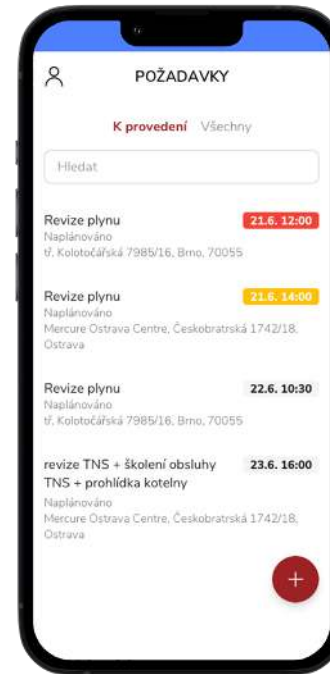 POŽADAVKY
K provedení Všechny
Hledat
Revize plynu 21.6. 12:00
Naplánováno
tř. Kolotočářská 7985/16, Brno, 70055
Revize plynu 21.6. 14:00
Naplánováno
Mercure Ostrava Centre, Českobratrská 1742/18,
Ostrava
Revize plynu 22.6. 10:30
Naplánováno
tř. Kolotočářská 7985/16, Brno, 70055
revize TNS + školení obsluhy 23.6. 16:00
TNS + prohlídka kotelny
Naplánováno
Mercure Ostrava Centre, Českobratrská 1742/18,
Ostrava